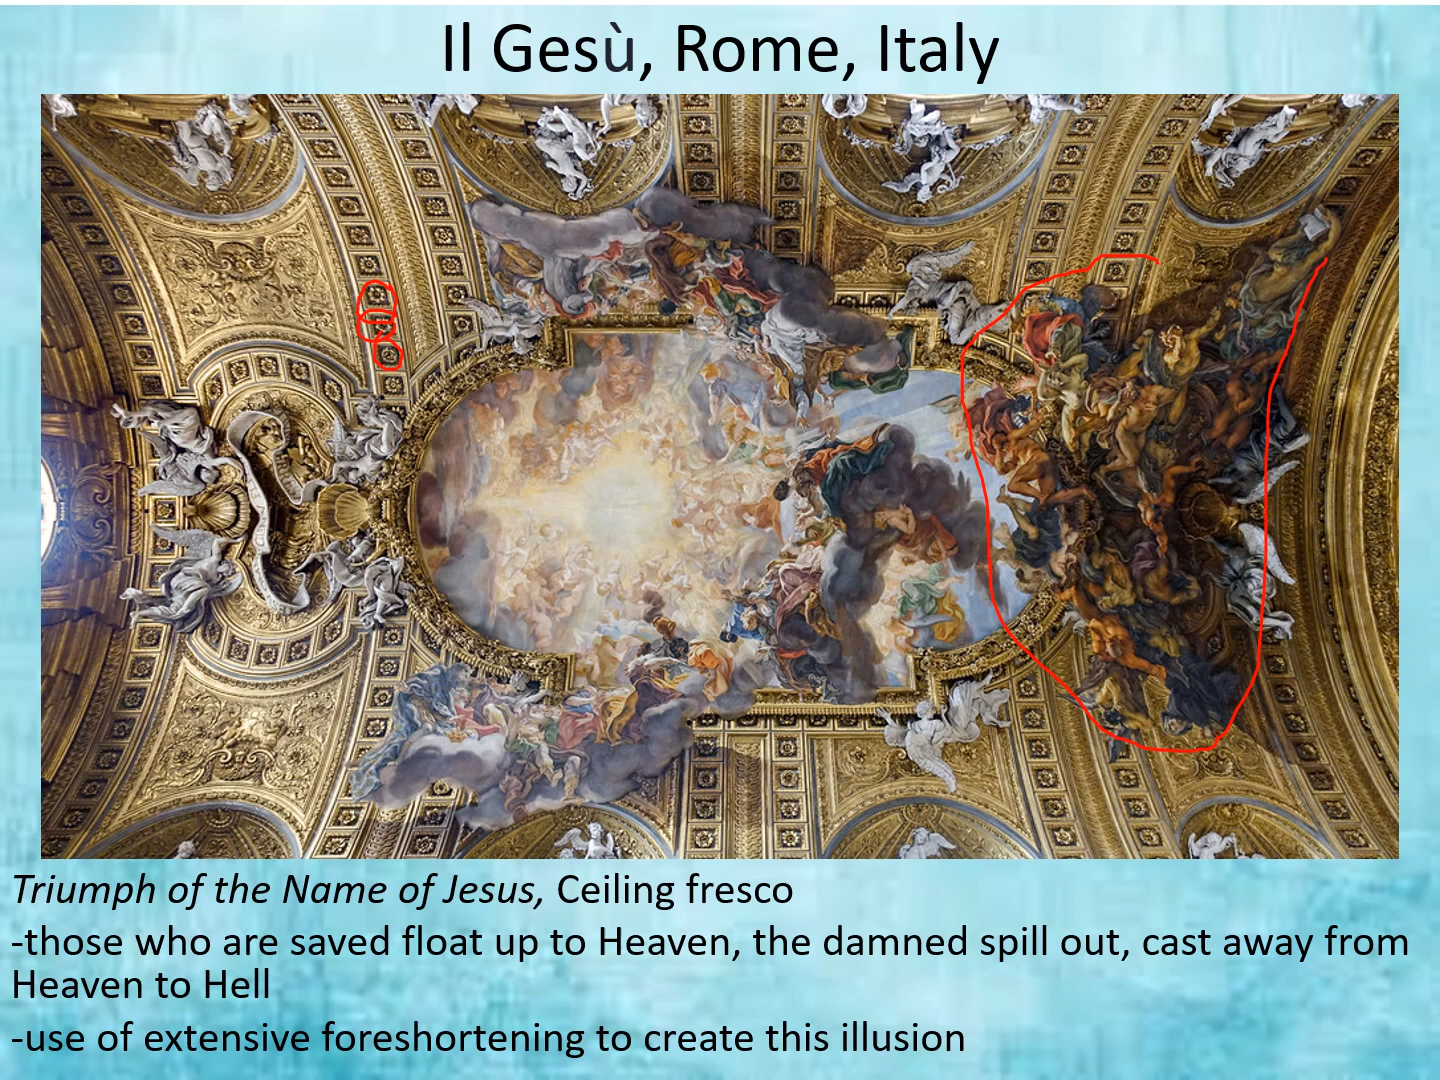 Il Gesù, Rome, Italy
Triumph of the Name of Jesus, Ceiling fresco
-those who are saved float up to Heaven, the damned spill out, cast away from
Heaven to Hell
-use of extensive foreshortening to create this illusion